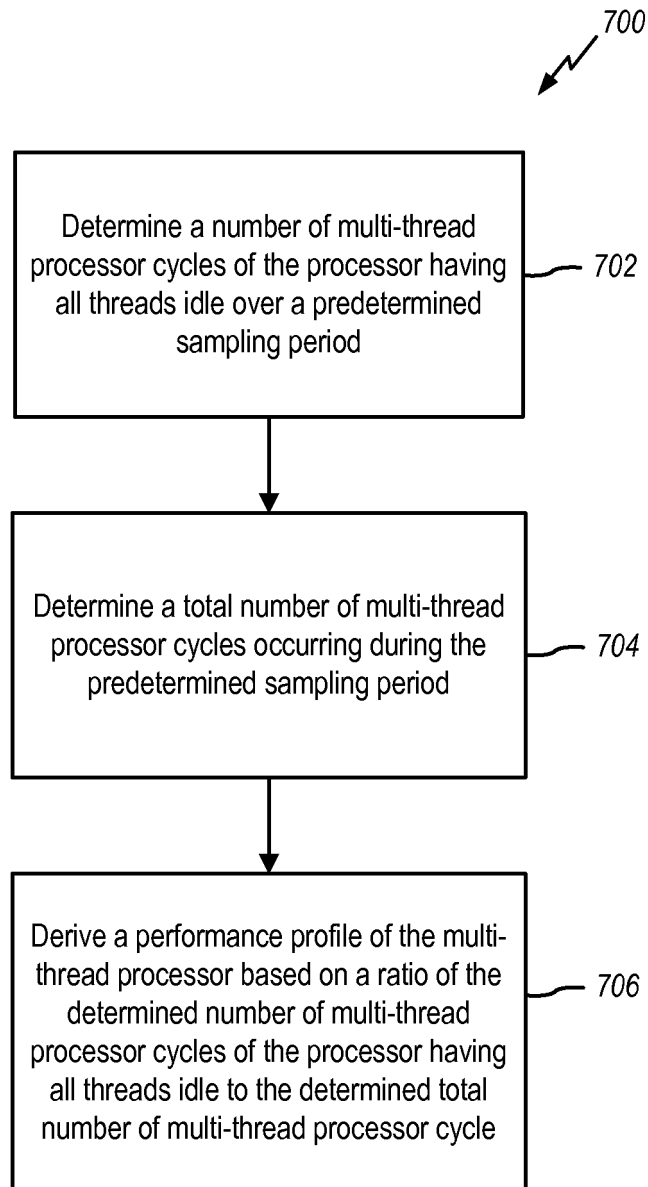 700
Determine a number of multi-thread
processor cycles of the processor having
all threads idle over a predetermined
sampling period
702
Determine a total number of multi-thread
processor cycles occurring during the
predetermined sampling period
704
Derive a performance profile of the multi-
thread processor based on a ratio of the
determined number of multi-thread
processor cycles of the processor having
all threads idle to the determined total
number of multi-thread processor cycle
706